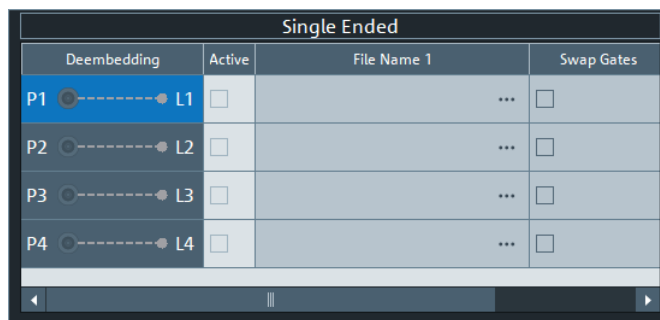 Single Ended
Deembedding Active File Name 1 Swap Gates
P1 L1 ...
P2 L2 ...
P3 L3 ...
P4 L4 ...